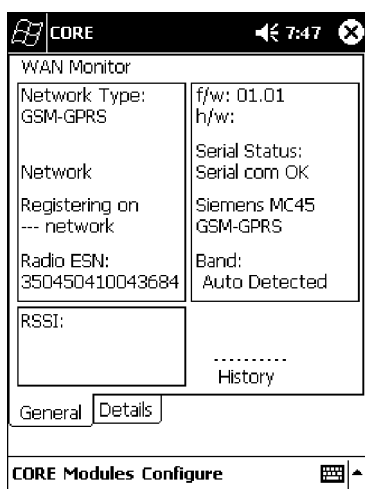 CORE 7:47
WAN Monitor
Network Type:
GSM-GPRS
Network
Registering on
--- network
Radio ESN:
350450410043684
f/w: 01.01
h/w:
Serial Status:
Serial com OK
Siemens MC45
GSM-GPRS
Band:
Auto Detected
RSSI:
----------
History
General Details
CORE Modules Configure